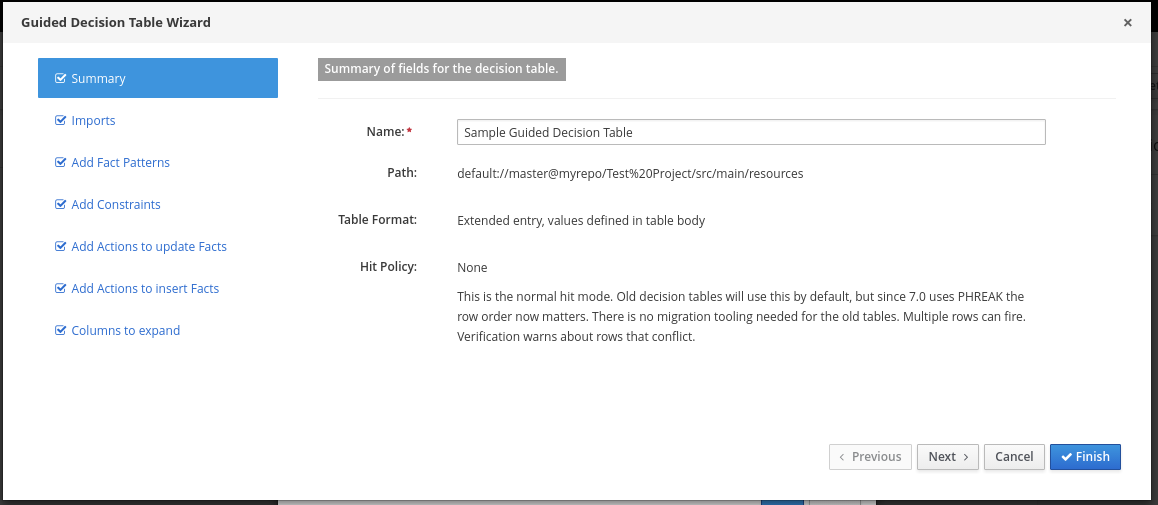 Guided Decision Table Wizard
×
Summary
Imports
Add Fact Patterns
Add Constraints
Add Actions to update Facts
Add Actions to insert Facts
Columns to expand
Summary of fields for the decision table.
Name:* Sample Guided Decision Table
Path: default://master@myrepo/Test%20Project/src/main/resources
Table Format: Extended entry, values defined in table body
Hit Policy: None
This is the normal hit mode. Old decision tables will use this by default, but since 7.0 uses PHREAK the
row order now matters. There is no migration tooling needed for the old tables. Multiple rows can fire.
Verification warns about rows that conflict.
‹ Previous Next › Cancel Finish